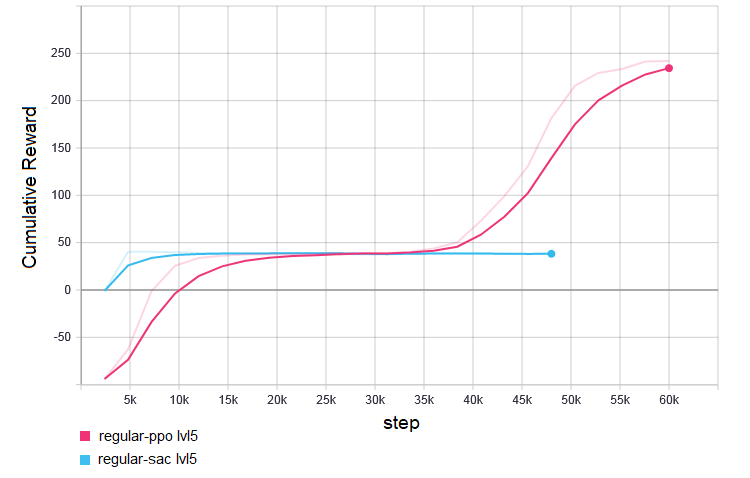 250
200
150
100
50
0
-50
Cumulative Reward
5k 10k 15k 20k 25k 30k 35k 40k 45k 50k 55k 60k
step
regular-ppo lvl5
regular-sac lvl5